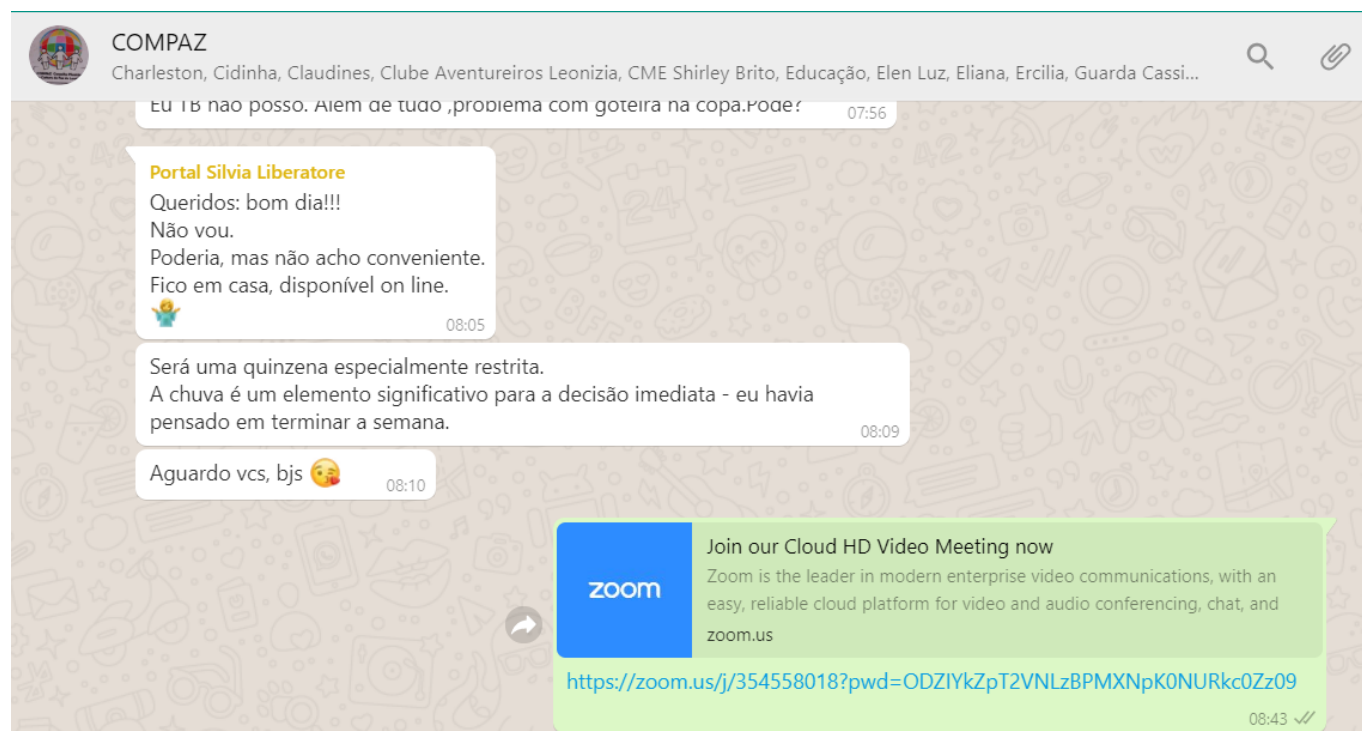 COMPAZ
Charleston, Cidinha, Claudines, Clube Aventureiros Leonizia, CME Shirley Brito, Educação, Elen Luz, Eliana, Ercilia, Guarda Cassi...
Eu TB não posso. Além de tudo ,problema com goteira na copa.Pode?
07:56
Portal Silvia Liberatore
Queridos: bom dia!!!
Não vou.
Poderia, mas não acho conveniente.
Fico em casa, disponível on line.
🤷‍♀️
08:05
Será uma quinzena especialmente restrita.
A chuva é um elemento significativo para a decisão imediata - eu havia
pensado em terminar a semana.
08:09
Aguardo vcs, bjs 😘
08:10
zoom
Join our Cloud HD Video Meeting now
Zoom is the leader in modern enterprise video communications, with an
easy, reliable cloud platform for video and audio conferencing, chat, and
zoom.us
https://zoom.us/j/354558018?pwd=ODZIYkZpT2VNLzBPMXNpK0NURkc0Zz09
08:43